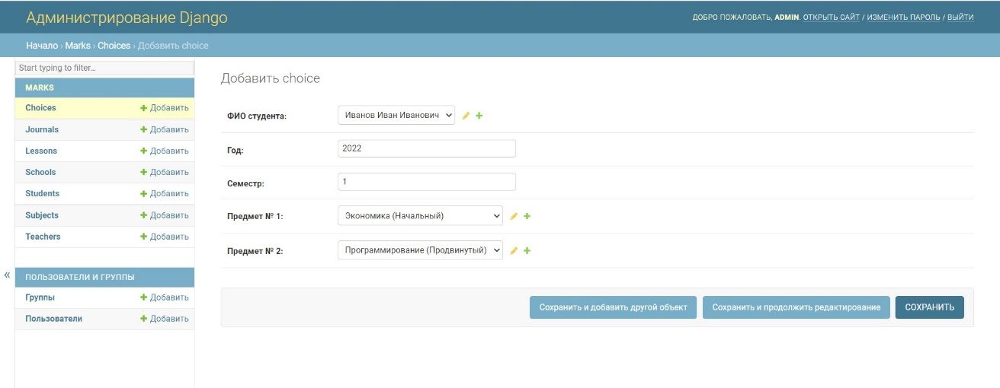 Администрирование Django
ДОБРО ПОЖАЛОВАТЬ, ADMIN. ОТКРЫТЬ САЙТ / ИЗМЕНИТЬ ПАРОЛЬ / ВЫЙТИ
Начало › Marks › Choices › Добавить choice
Start typing to filter...
MARKS
Choices + Добавить
Journals + Добавить
Lessons + Добавить
Schools + Добавить
Students + Добавить
Subjects + Добавить
Teachers + Добавить
«
ПОЛЬЗОВАТЕЛИ И ГРУППЫ
Группы + Добавить
Пользователи + Добавить
Добавить choice
ФИО студента: Иванов Иван Иванович
Год: 2022
Семестр: 1
Предмет № 1: Экономика (Начальный)
Предмет № 2: Программирование (Продвинутый)
Сохранить и добавить другой объект Сохранить и продолжить редактирование СОХРАНИТЬ